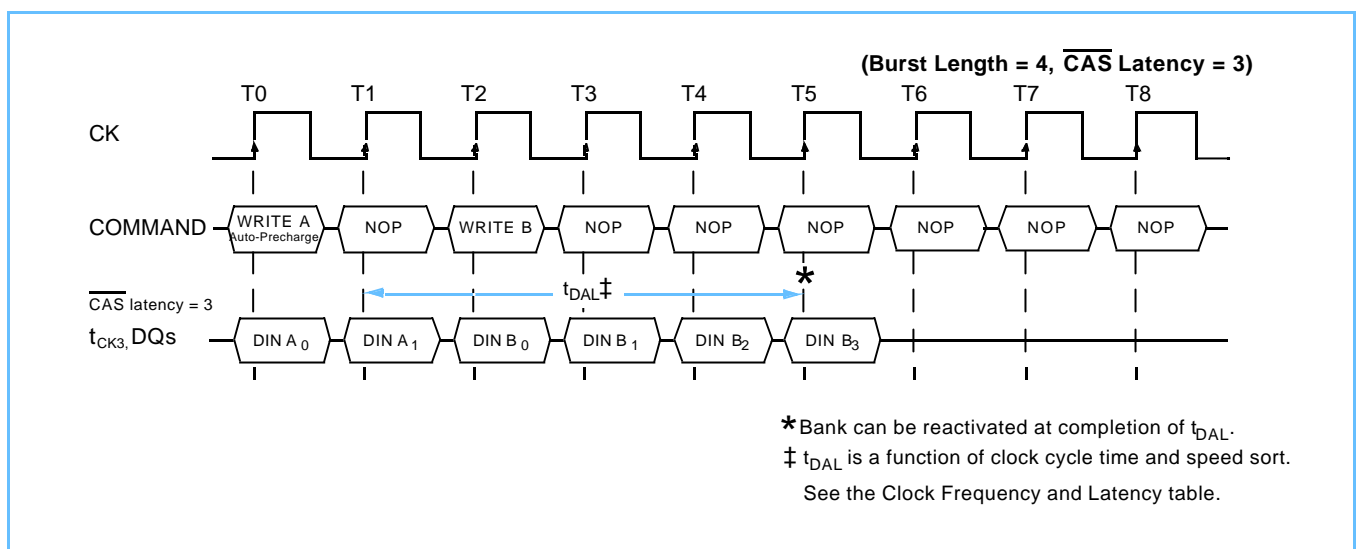 (Burst Length = 4, CAS Latency = 3)
T0 T1 T2 T3 T4 T5 T6 T7 T8
CK
COMMAND WRITE A Auto-Precharge NOP WRITE B NOP NOP NOP NOP NOP NOP
*
tDAL‡
CAS latency = 3
tCK3, DQs DIN A0 DIN A1 DIN B0 DIN B1 DIN B2 DIN B3
* Bank can be reactivated at completion of tDAL.
‡ tDAL is a function of clock cycle time and speed sort.
See the Clock Frequency and Latency table.